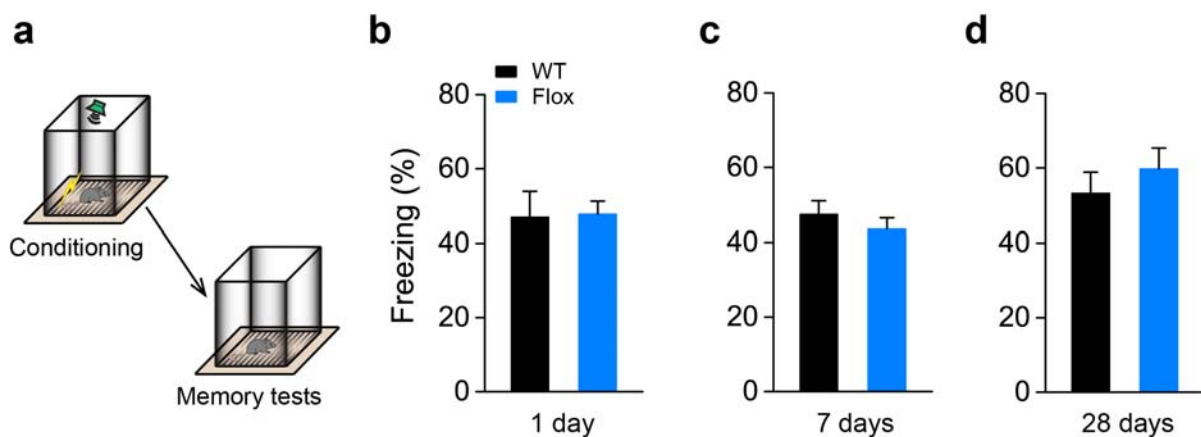 a
Conditioning
Memory tests
b
WT
Flox
Freezing (%)
80
60
40
20
0
1 day
c
80
60
40
20
0
7 days
d
80
60
40
20
0
28 days